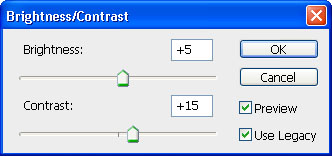 Brightness/Contrast
Brightness: +5
OK
Cancel
Contrast: +15
Preview
Use Legacy